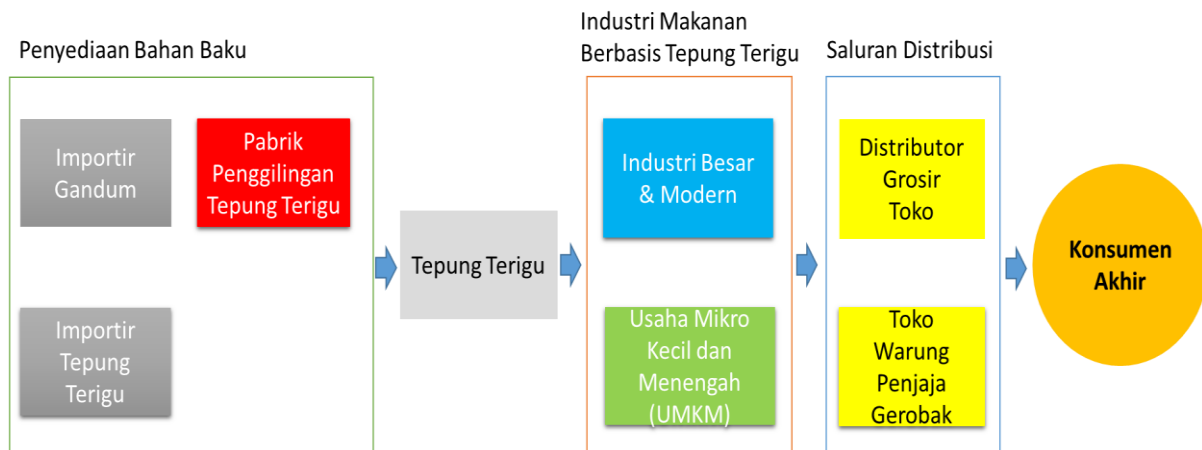 Penyediaan Bahan Baku
Importir
Gandum
Pabrik
Penggilingan
Tepung Terigu
Importir
Tepung
Terigu
Tepung Terigu
Industri Makanan
Berbasis Tepung Terigu
Industri Besar
& Modern
Usaha Mikro
Kecil dan
Menengah
(UMKM)
Saluran Distribusi
Distributor
Grosir
Toko
Toko
Warung
Penjaja
Gerobak
Konsumen
Akhir